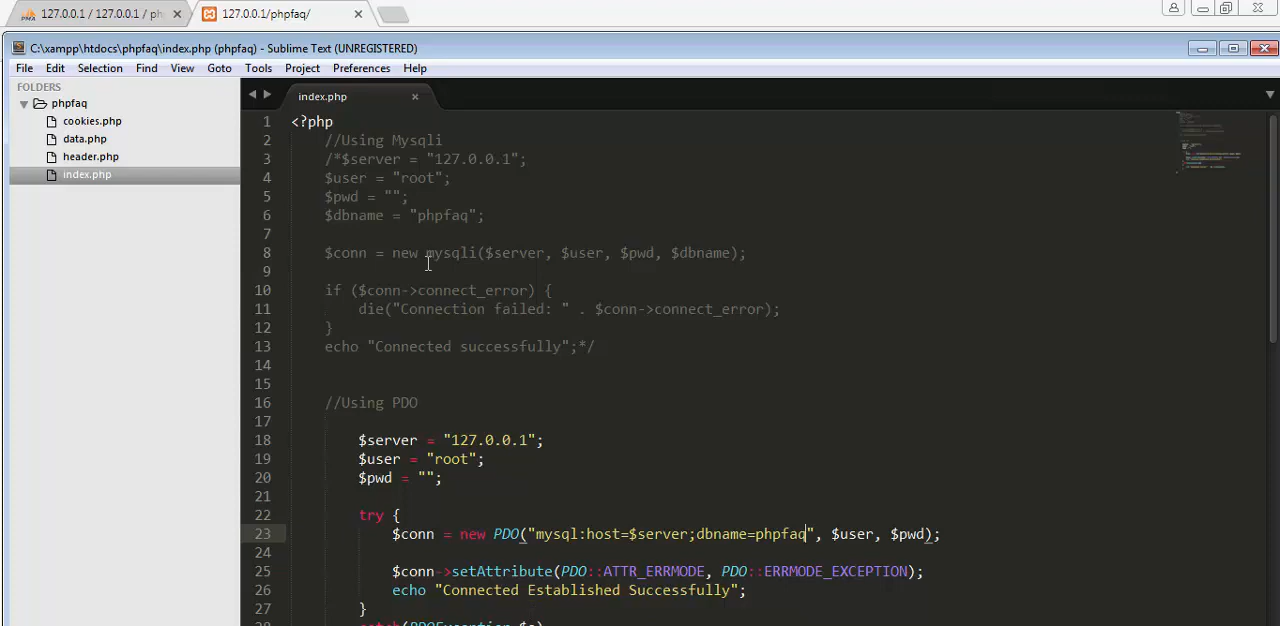 127.0.0.1 / 127.0.0.1 / ph
127.0.0.1/phpfaq/
C:\xampp\htdocs\phpfaq\index.php (phpfaq) - Sublime Text (UNREGISTERED)
File Edit Selection Find View Goto Tools Project Preferences Help
FOLDERS
phpfaq
cookies.php
data.php
header.php
index.php
index.php
1 <?php
2 //Using Mysqli
3 /*$server = "127.0.0.1";
4 $user = "root";
5 $pwd = "";
6 $dbname = "phpfaq";
7
8 $conn = new mysqli($server, $user, $pwd, $dbname);
9
10 if ($conn->connect_error) {
11 die("Connection failed: " . $conn->connect_error);
12 }
13 echo "Connected successfully";*/
14
15
16 //Using PDO
17
18 $server = "127.0.0.1";
19 $user = "root";
20 $pwd = "";
21
22 try {
23 $conn = new PDO("mysql:host=$server;dbname=phpfaq", $user, $pwd);
24
25 $conn->setAttribute(PDO::ATTR_ERRMODE, PDO::ERRMODE_EXCEPTION);
26 echo "Connected Established Successfully";
27 }